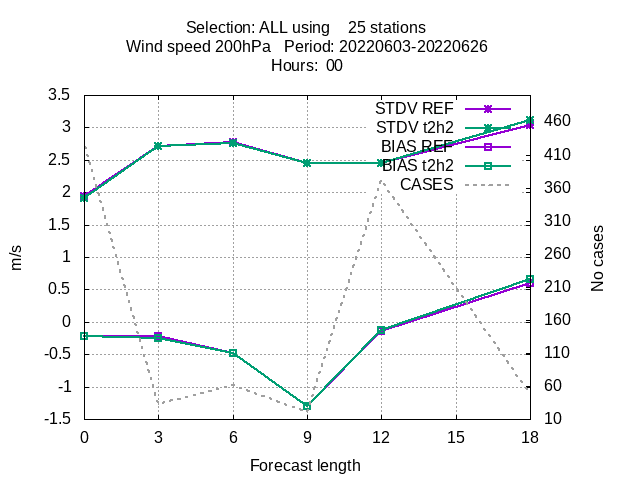 Selection: ALL using    25 stations
Wind speed 200hPa   Period: 20220603-20220626
Hours:  00
3.5
3
2.5
2
1.5
1
0.5
0
-0.5
-1
-1.5
m/s
STDV REF
STDV t2h2
BIAS REF
BIAS t2h2
CASES
460
410
360
310
260
210
160
110
60
10
No cases
0 3 6 9 12 15 18
Forecast length